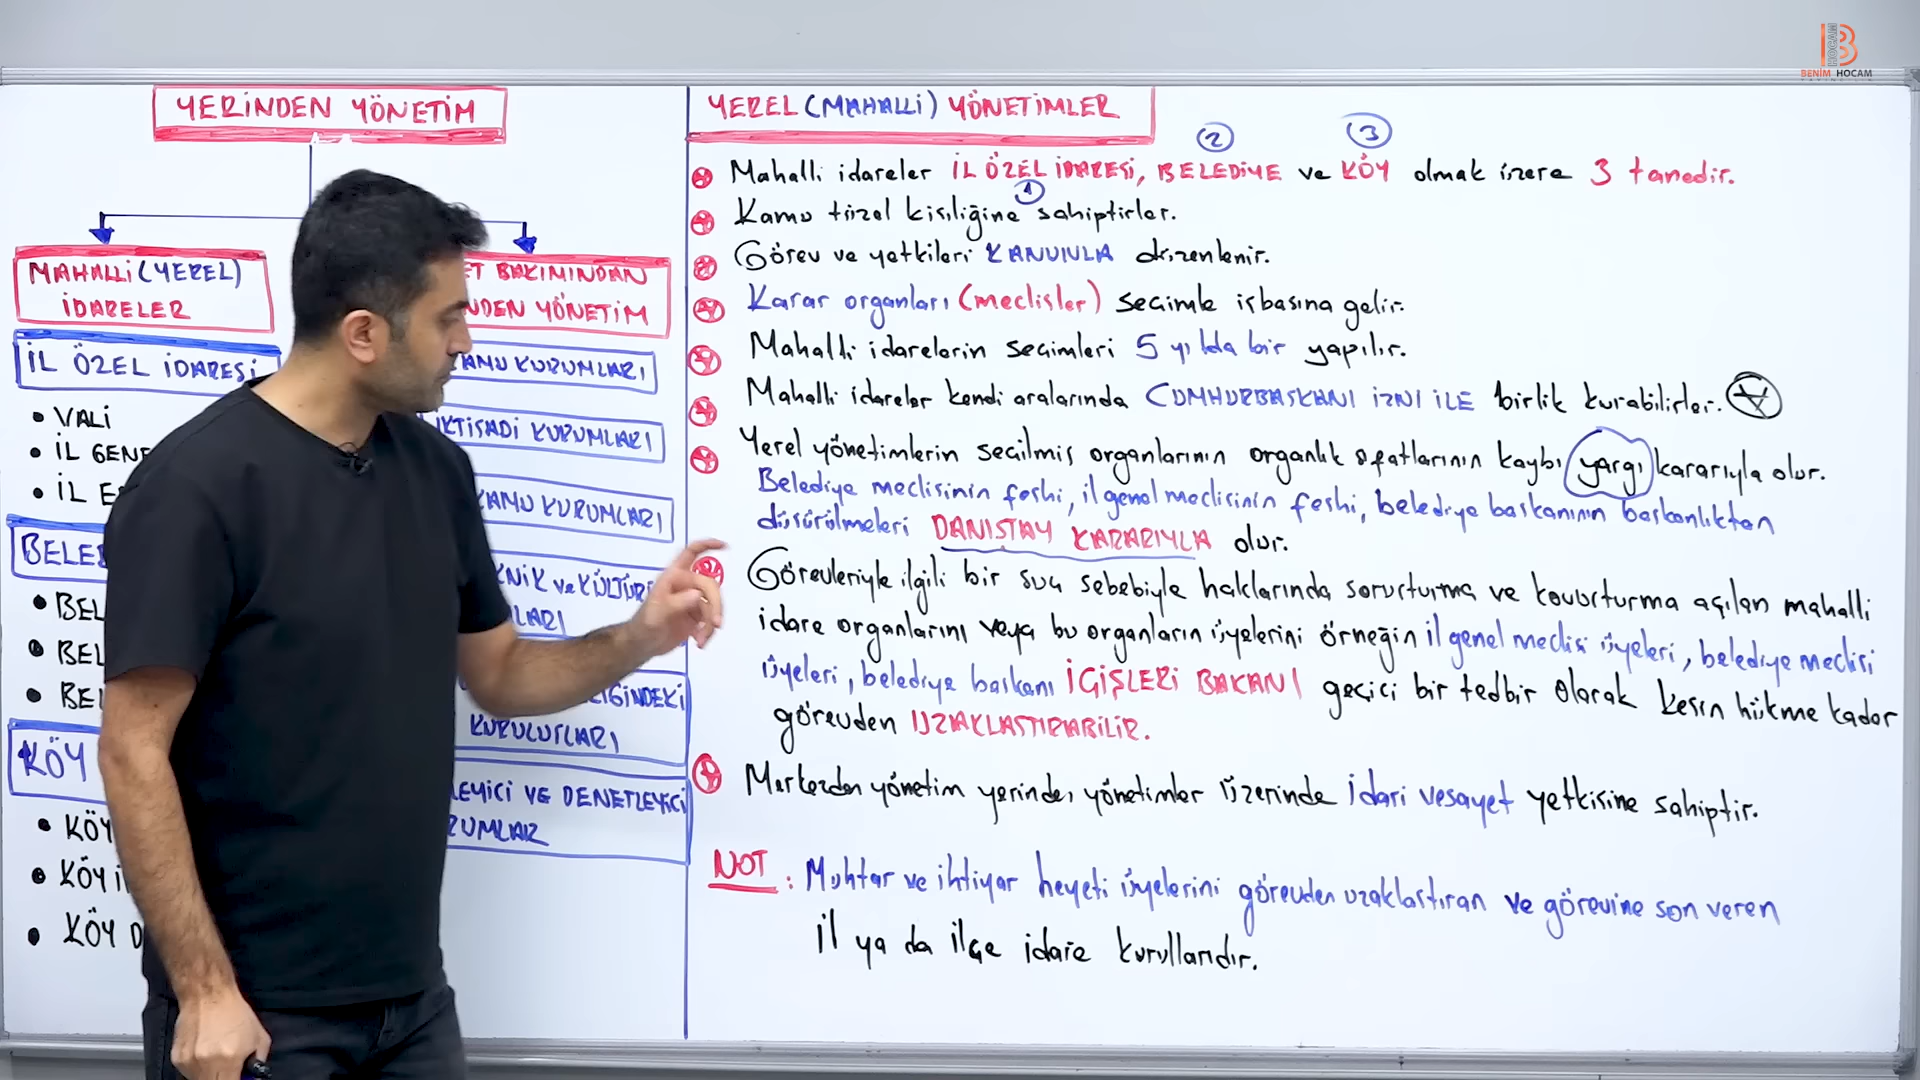 BENİM HOCAM
YERİNDEN YÖNETİM
MAHALLİ (YEREL)
İDARELER
İL ÖZEL İDARESİ
• VALİ
• İL GENE
• İL E
BELE
• BEL
• BEL
• BEL
KÖY
• KÖY
• KÖY İ
• KÖY D
ET BAKIMINDAN
NDEN YÖNETİM
AMU KURUMLARI
İKTİSADİ KURUMLARI
KAMU KURUMLARI
KNİK ve KÜLTÜR
LARI
LİĞİNDEKİ
KURULUŞLARI
LEYİCİ VE DENETLEYİCİ
RUMLAR
YEREL (MAHALLİ) YÖNETİMLER
② ③
Mahalli idareler İL ÖZEL İDARESİ, BELEDİYE ve KÖY olmak üzere 3 tanedir.
①
Kamu tüzel kişiliğine sahiptirler.
Görev ve yetkileri KANUNLA düzenlenir.
Karar organları (meclisler) seçimle işbaşına gelir.
Mahalli idarelerin seçimleri 5 yılda bir yapılır.
Mahalli idareler kendi aralarında CUMHURBAŞKANI İZNİ İLE birlik kurabilirler.
Yerel yönetimlerin seçilmiş organlarının organlık sıfatlarının kaybı yargı kararıyla olur.
Belediye meclisinin feshi, il genel meclisinin feshi, belediye başkanının başkanlıktan
düşürülmeleri DANIŞTAY KARARIYLA olur.
Görevleriyle ilgili bir suç sebebiyle haklarında soruşturma ve kovuşturma açılan mahalli
idare organlarını veya bu organların üyelerini örneğin il genel meclisi üyeleri, belediye meclisi
üyeleri, belediye başkanı İÇİŞLERİ BAKANI geçici bir tedbir olarak kesin hükme kadar
görevden UZAKLAŞTIRABİLİR.
Merkezden yönetim yerinden yönetimler üzerinde idari vesayet yetkisine sahiptir.
NOT : Muhtar ve ihtiyar heyeti üyelerini görevden uzaklaştıran ve görevine son veren
il ya da ilçe idare kurullarıdır.